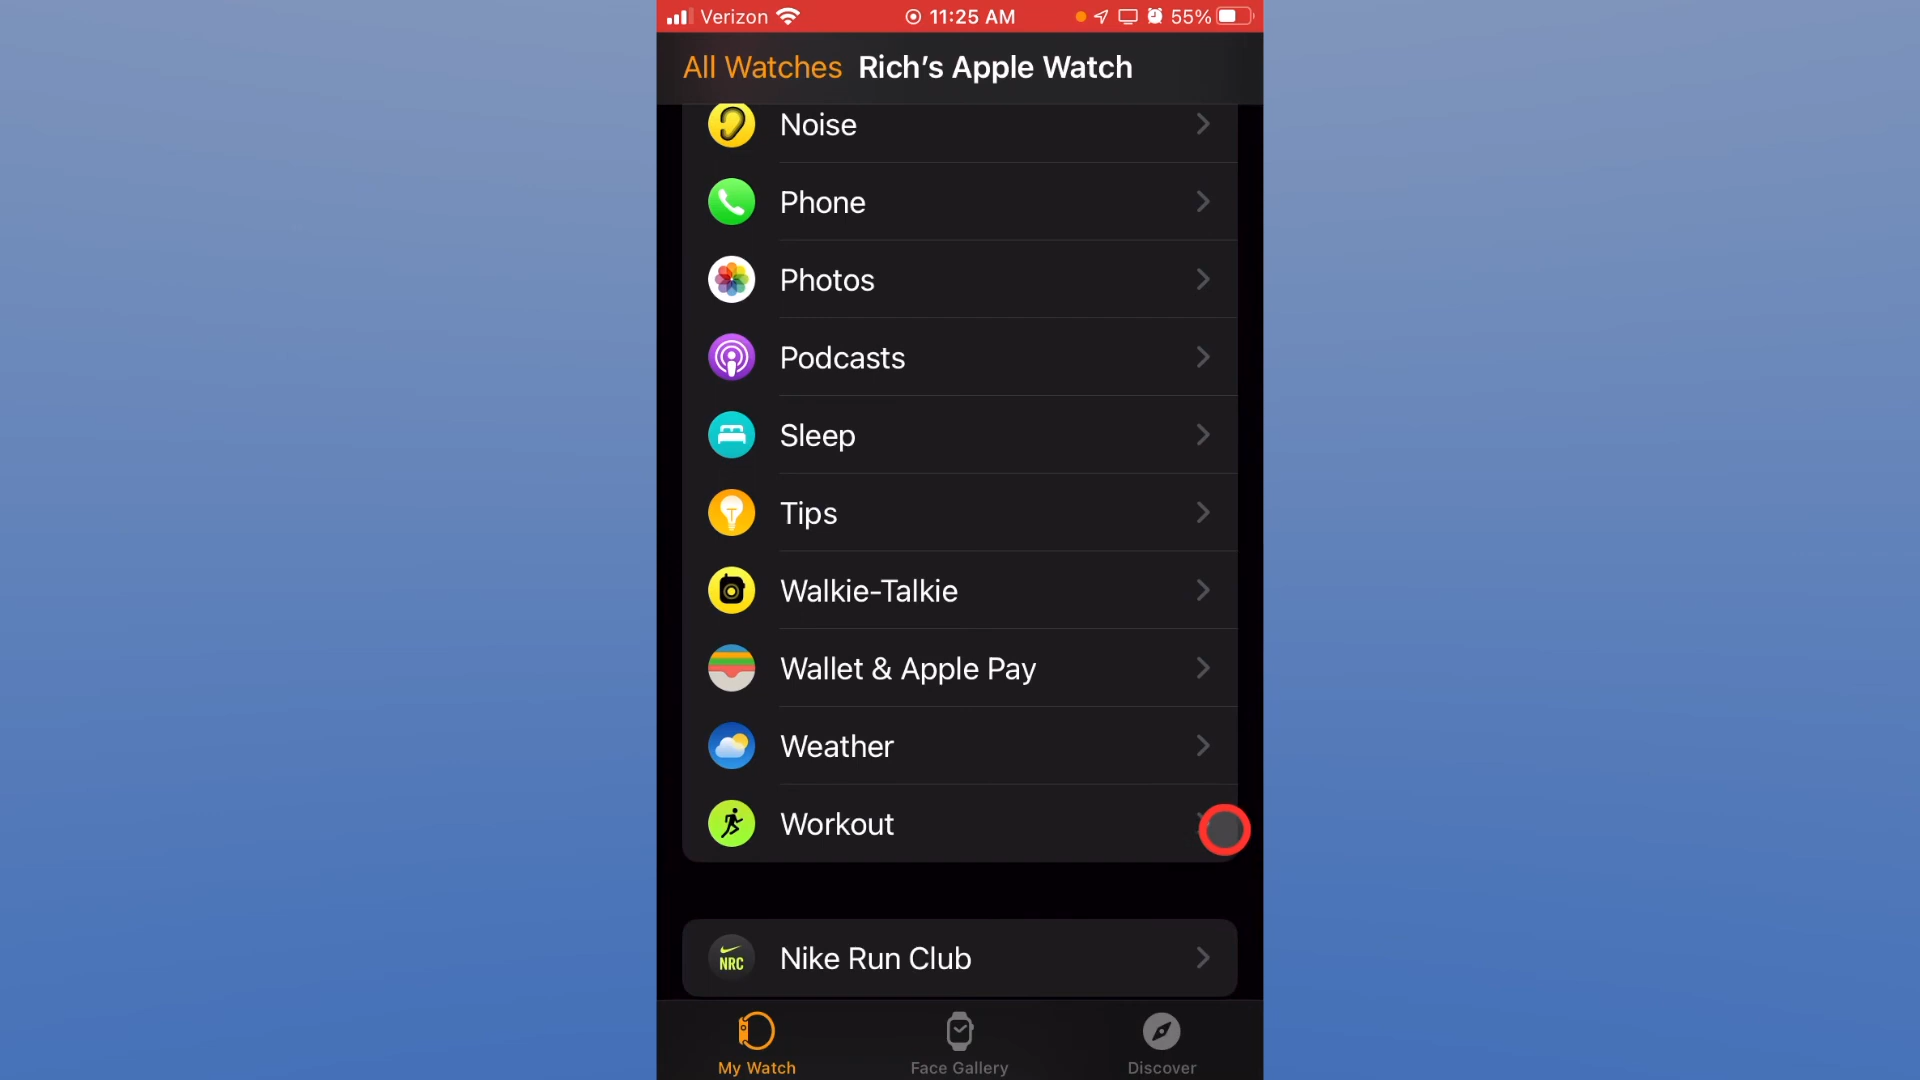 Verizon 11:25 AM 55%
All Watches Rich’s Apple Watch
Noise
Phone
Photos
Podcasts
Sleep
Tips
Walkie-Talkie
Wallet & Apple Pay
Weather
Workout
NRC Nike Run Club
My Watch Face Gallery Discover